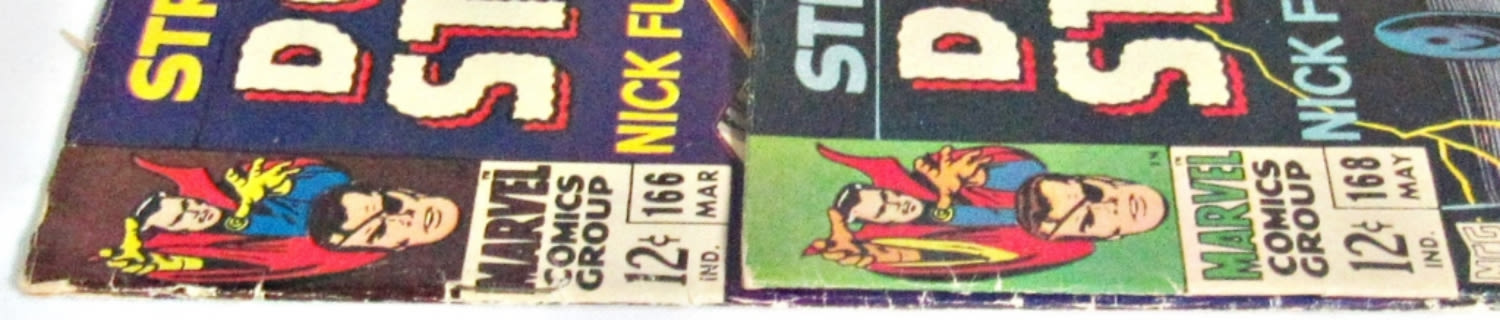 STR
D
ST
NICK FU
MARVEL
COMICS
GROUP
12¢
166
MAR
IND.
STR
D
ST
NICK F
MARVEL
COMICS
GROUP
12¢
168
MAY
IND.